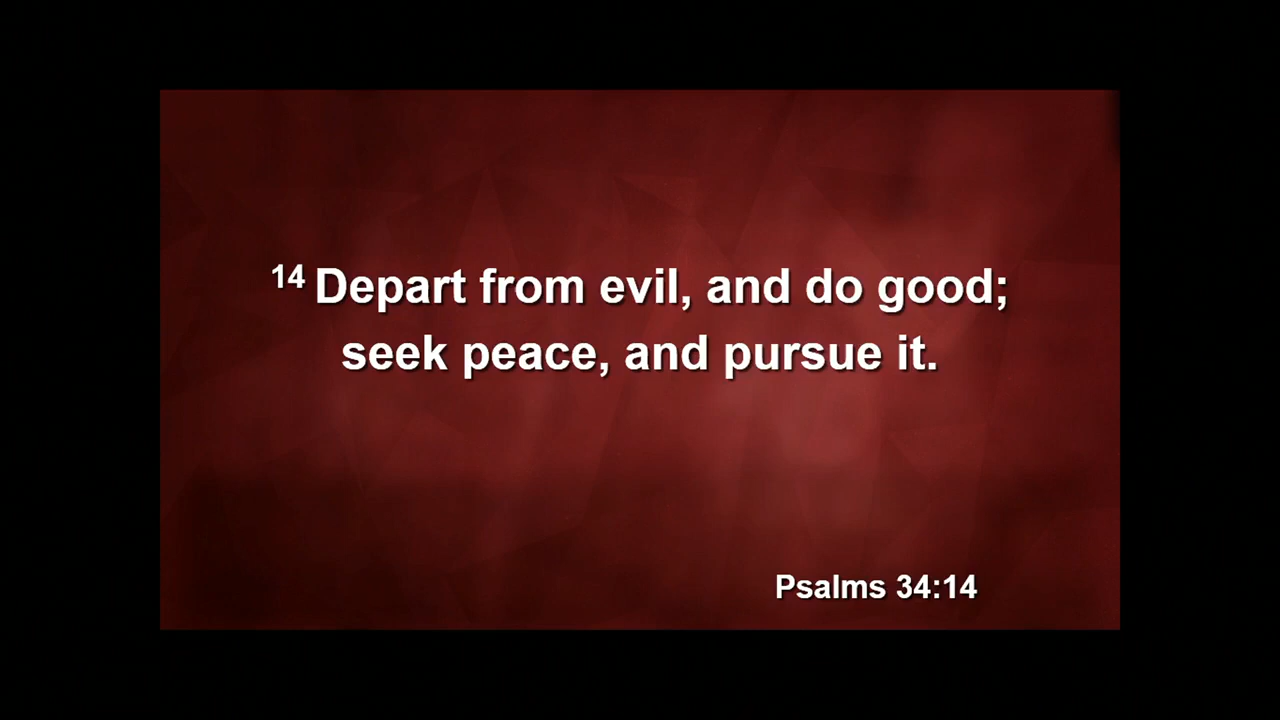 14 Depart from evil, and do good;
seek peace, and pursue it.
Psalms 34:14